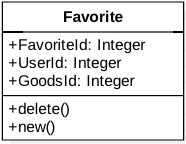 Favorite
+FavoriteId: Integer
+UserId: Integer
+GoodsId: Integer
+delete()
+new()